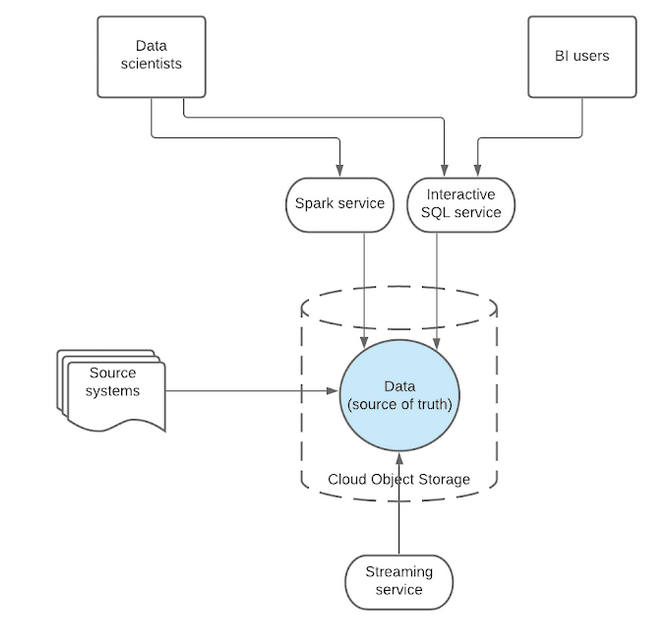 Data
scientists
BI users
Spark service
Interactive
SQL service
Source
systems
Data
(source of truth)
Cloud Object Storage
Streaming
service